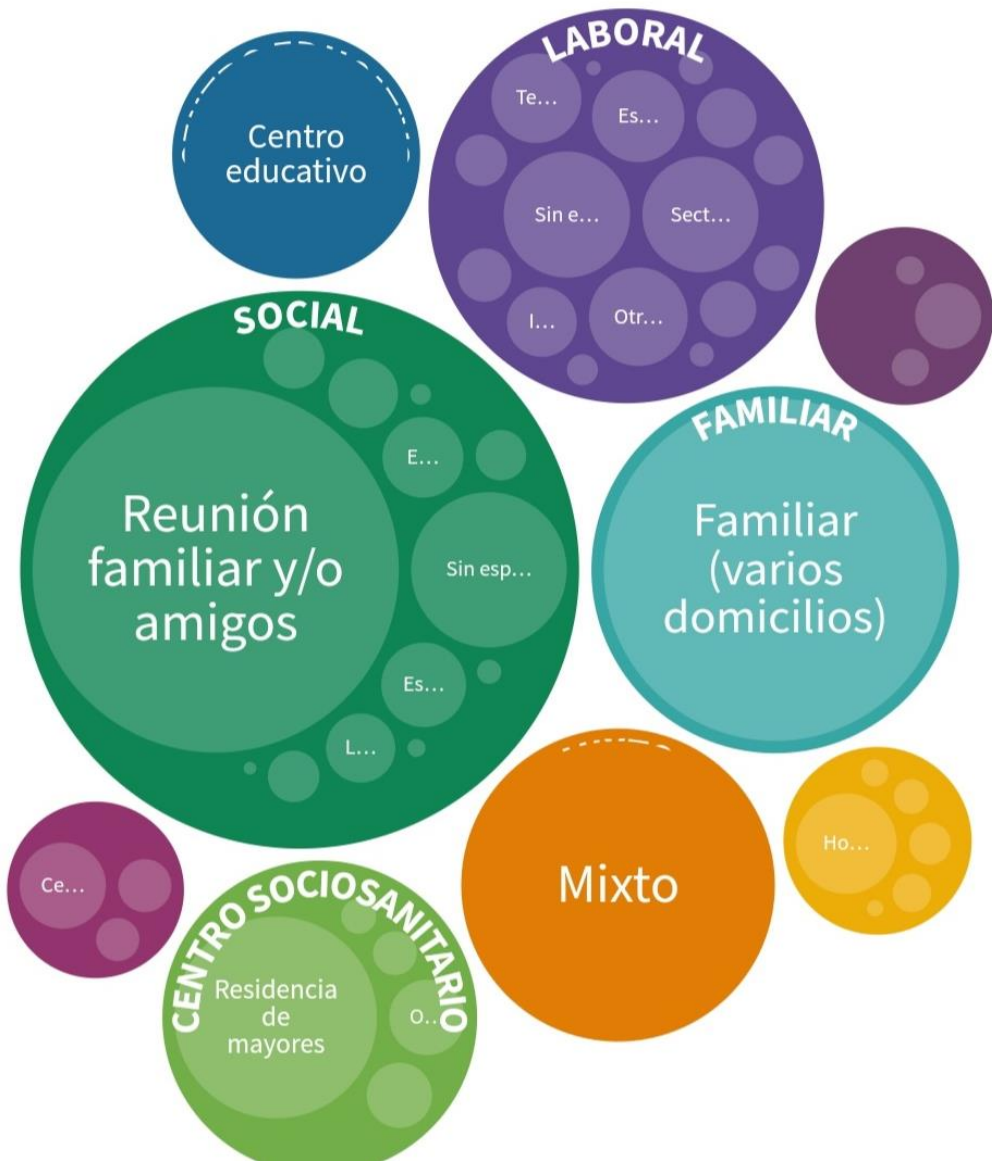 LABORAL
Centro
educativo
Te...
Es...
Sin e...
Sect...
I...
Otr...
SOCIAL
Reunión
familiar y/o
amigos
E...
Sin esp...
Es...
L...
FAMILIAR
Familiar
(varios
domicilios)
Mixto
Ho...
Ce...
CENTRO SOCIOSANITARIO
Residencia
de
mayores
O...